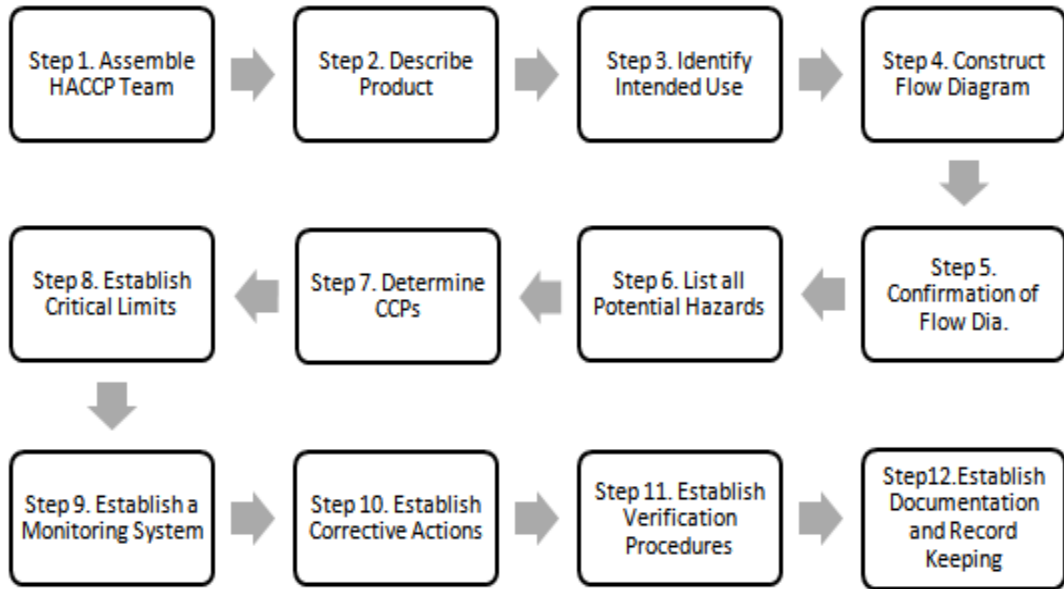 Step 1. Assemble
HACCP Team
Step 2. Describe
Product
Step 3. Identify
Intended Use
Step 4. Construct
Flow Diagram
Step 5.
Confirmation of
Flow Dia.
Step 6. List all
Potential Hazards
Step 7. Determine
CCPs
Step 8. Establish
Critical Limits
Step 9. Establish a
Monitoring System
Step 10. Establish
Corrective Actions
Step 11. Establish
Verification
Procedures
Step12.Establish
Documentation
and Record
Keeping